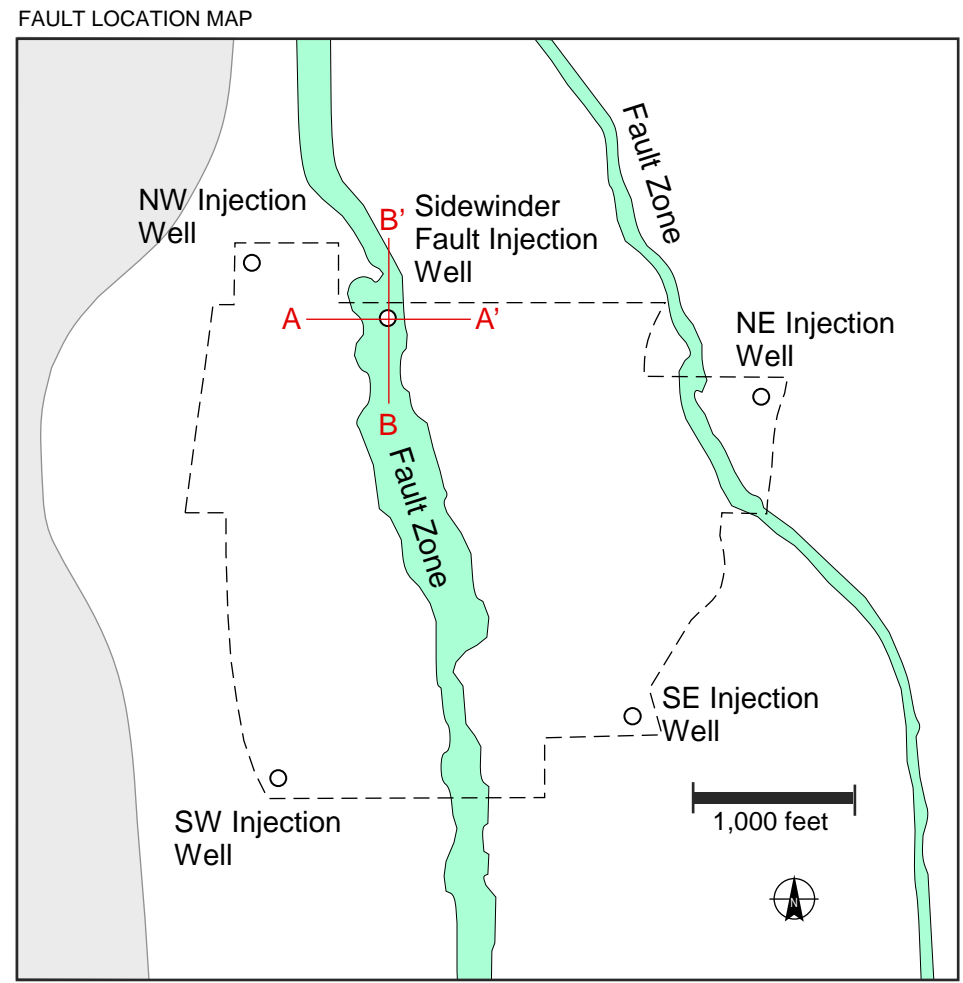 FAULT LOCATION MAP
NW Injection
Well
B’
Sidewinder
Fault Injection
Well
Fault Zone
A
A’
NE Injection
Well
B
Fault Zone
SE Injection
Well
1,000 feet
SW Injection
Well
N